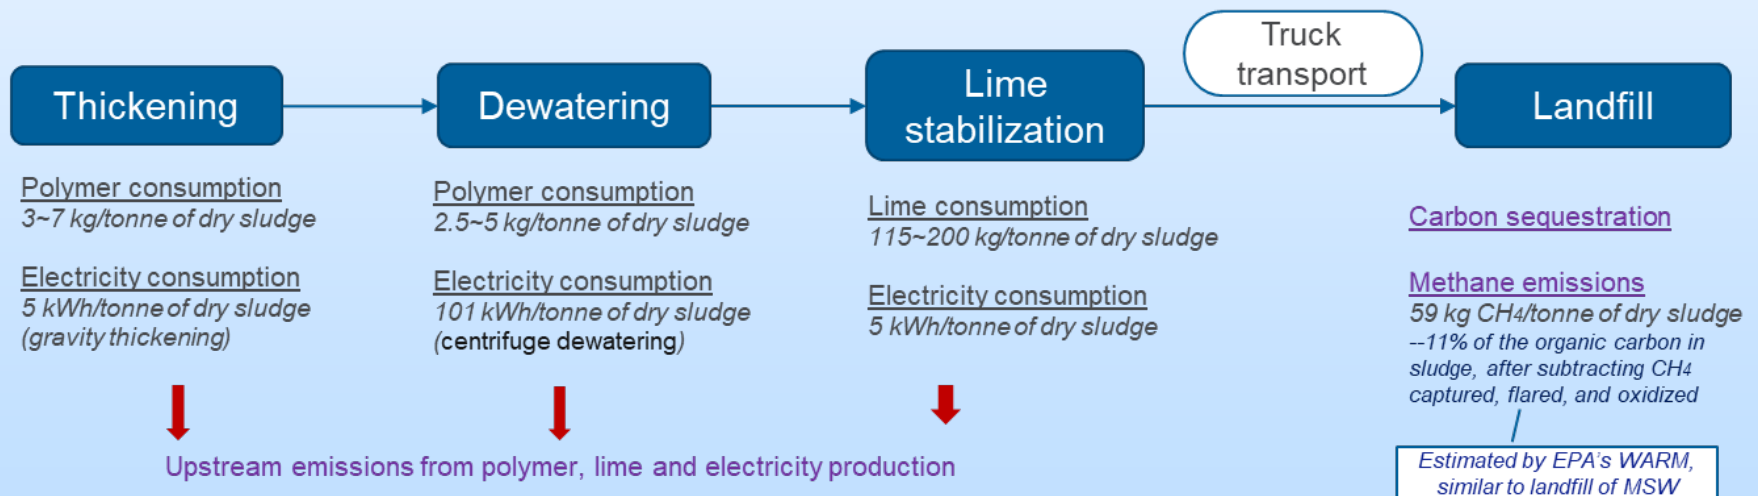 Thickening
Dewatering
Lime
stabilization
Truck
transport
Landfill
Polymer consumption
3~7 kg/tonne of dry sludge
Electricity consumption
5 kWh/tonne of dry sludge
(gravity thickening)
Polymer consumption
2.5~5 kg/tonne of dry sludge
Electricity consumption
101 kWh/tonne of dry sludge
(centrifuge dewatering)
Lime consumption
115~200 kg/tonne of dry sludge
Electricity consumption
5 kWh/tonne of dry sludge
Carbon sequestration
Methane emissions
59 kg CH4/tonne of dry sludge
--11% of the organic carbon in
sludge, after subtracting CH4
captured, flared, and oxidized
Upstream emissions from polymer, lime and electricity production
Estimated by EPA's WARM,
similar to landfill of MSW